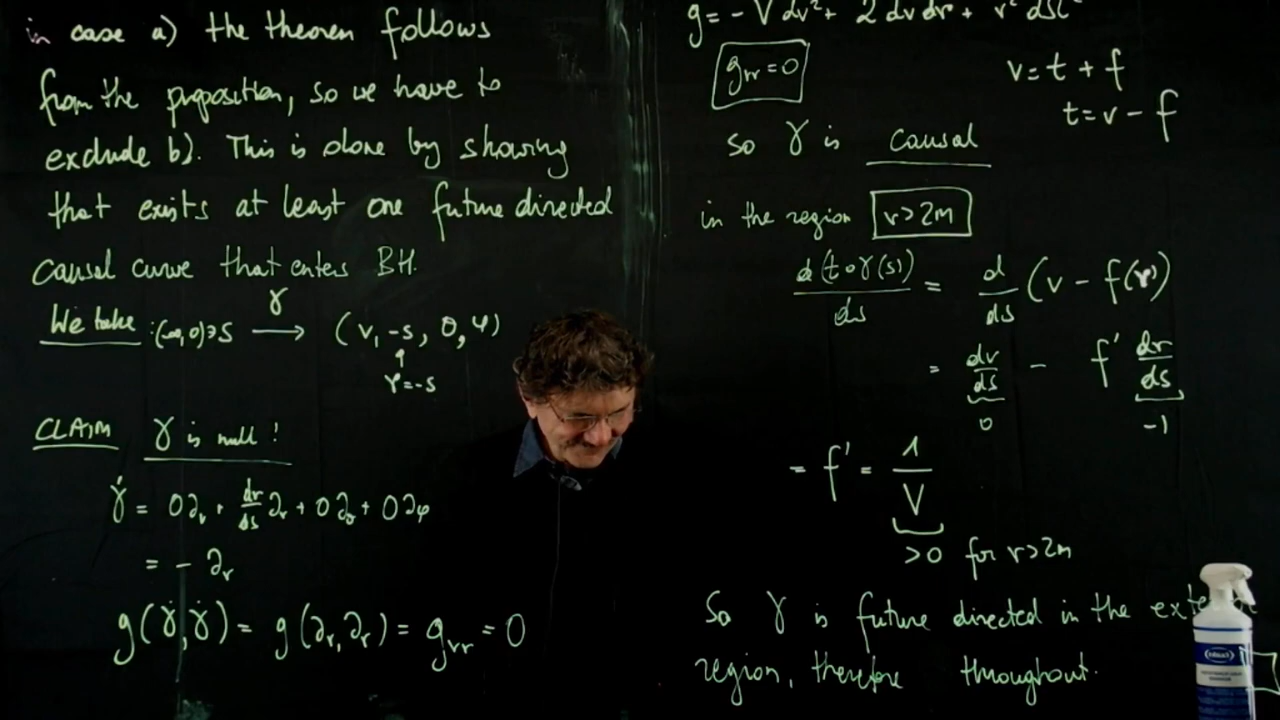 in case a) the theorem follows
from the proposition, so we have to
exclude b). This is done by showing
that exists at least one future directed
causal curve that enters BH.
We take : (-∞,0)∋s ⟶γ (v, -s, θ, φ)
r=-s
CLAIM γ is null!
γ̇ = 0∂ᵥ + dr/ds ∂ᵣ + 0∂_θ + 0∂_φ
= - ∂ᵣ
g(γ̇,γ̇) = g(∂ᵣ,∂ᵣ) = gᵣᵣ = 0
g = - V dv² + 2 dv dr + r² dΩ²
gᵣᵣ = 0
v = t + f
t = v - f
so γ is causal
in the region r>2m
d(t∘γ(s))/ds = d/ds (v - f(r))
= dv/ds - f' dr/ds
0 -1
= f' = 1/V
>0 for r>2m
So γ is future directed in the
region, therefore throughout.